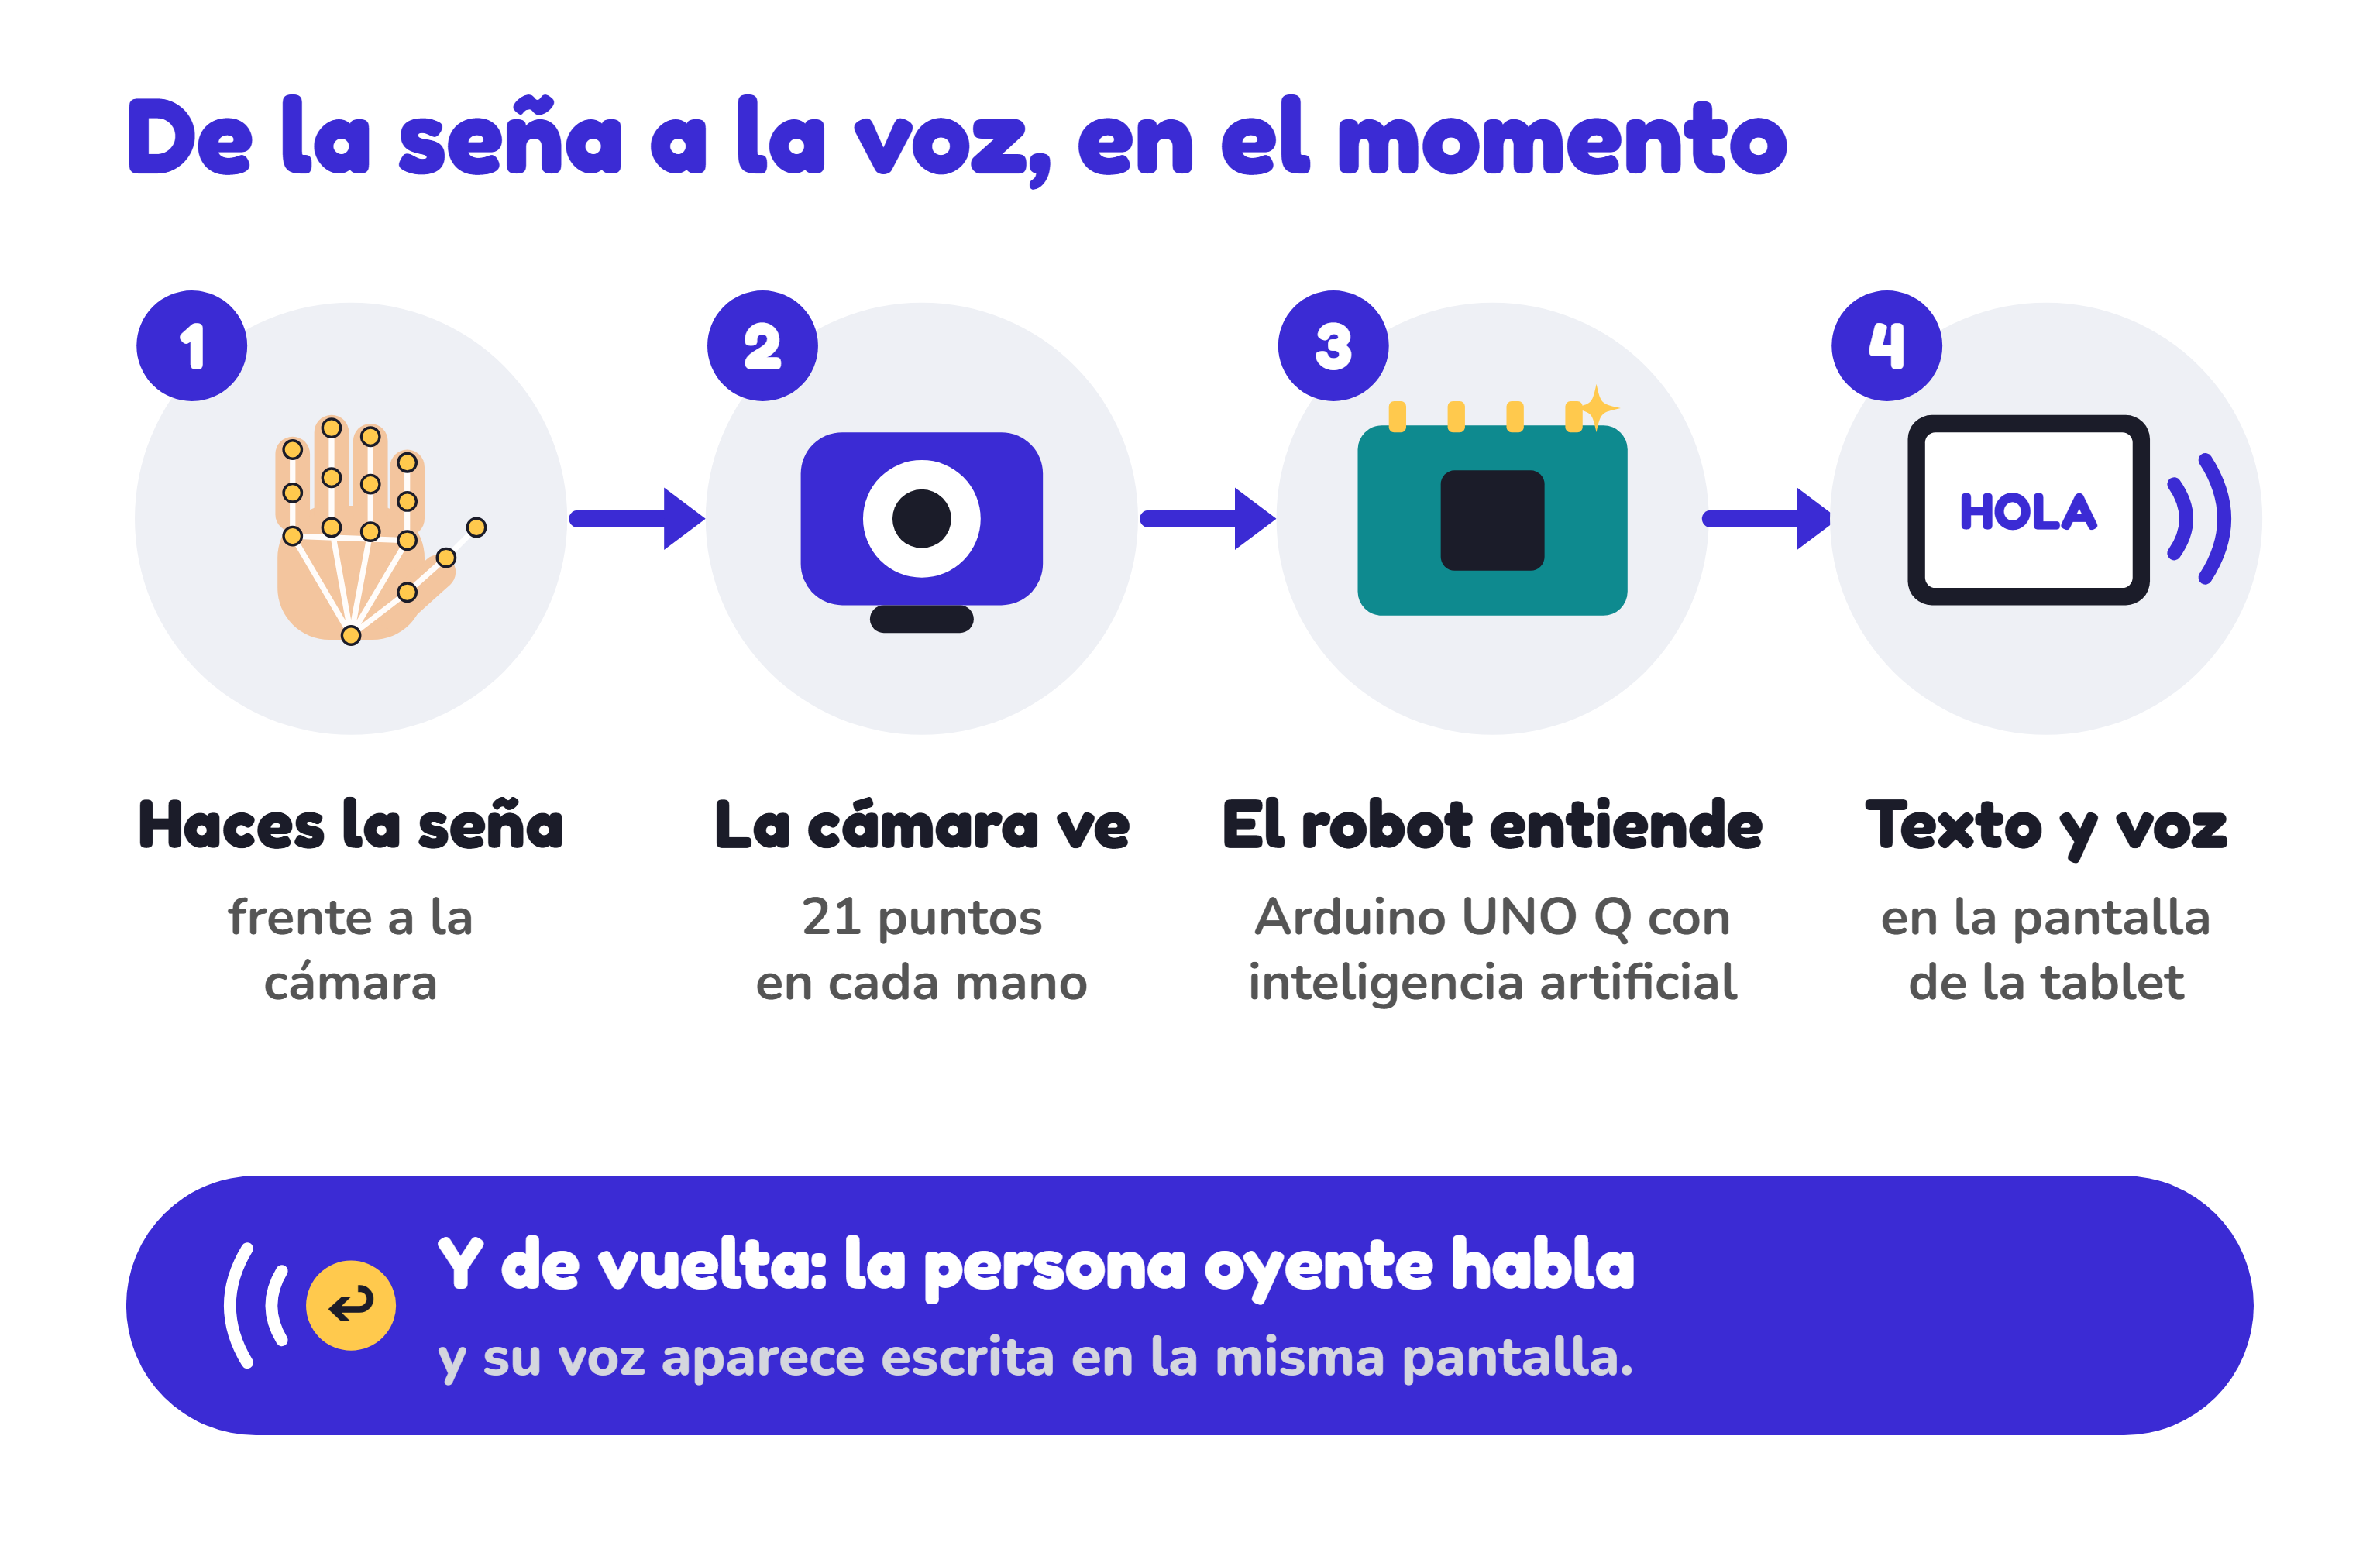 De la seña a la voz, en el momento
1
2
3
4
HOLA
Haces la seña
frente a la
cámara
La cámara ve
21 puntos
en cada mano
El robot entiende
Arduino UNO Q con
inteligencia artificial
Texto y voz
en la pantalla
de la tablet
Y de vuelta: la persona oyente habla
y su voz aparece escrita en la misma pantalla.